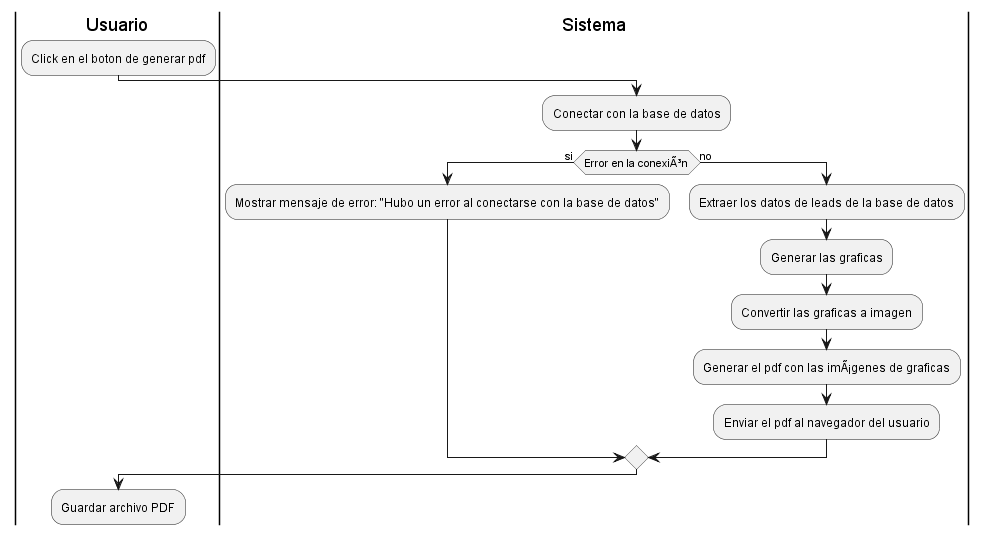 Usuario
Sistema
Click en el boton de generar pdf
Conectar con la base de datos
si
Error en la conexiÃ³n
no
Mostrar mensaje de error: "Hubo un error al conectarse con la base de datos"
Extraer los datos de leads de la base de datos
Generar las graficas
Convertir las graficas a imagen
Generar el pdf con las imÃ¡genes de graficas
Enviar el pdf al navegador del usuario
Guardar archivo PDF